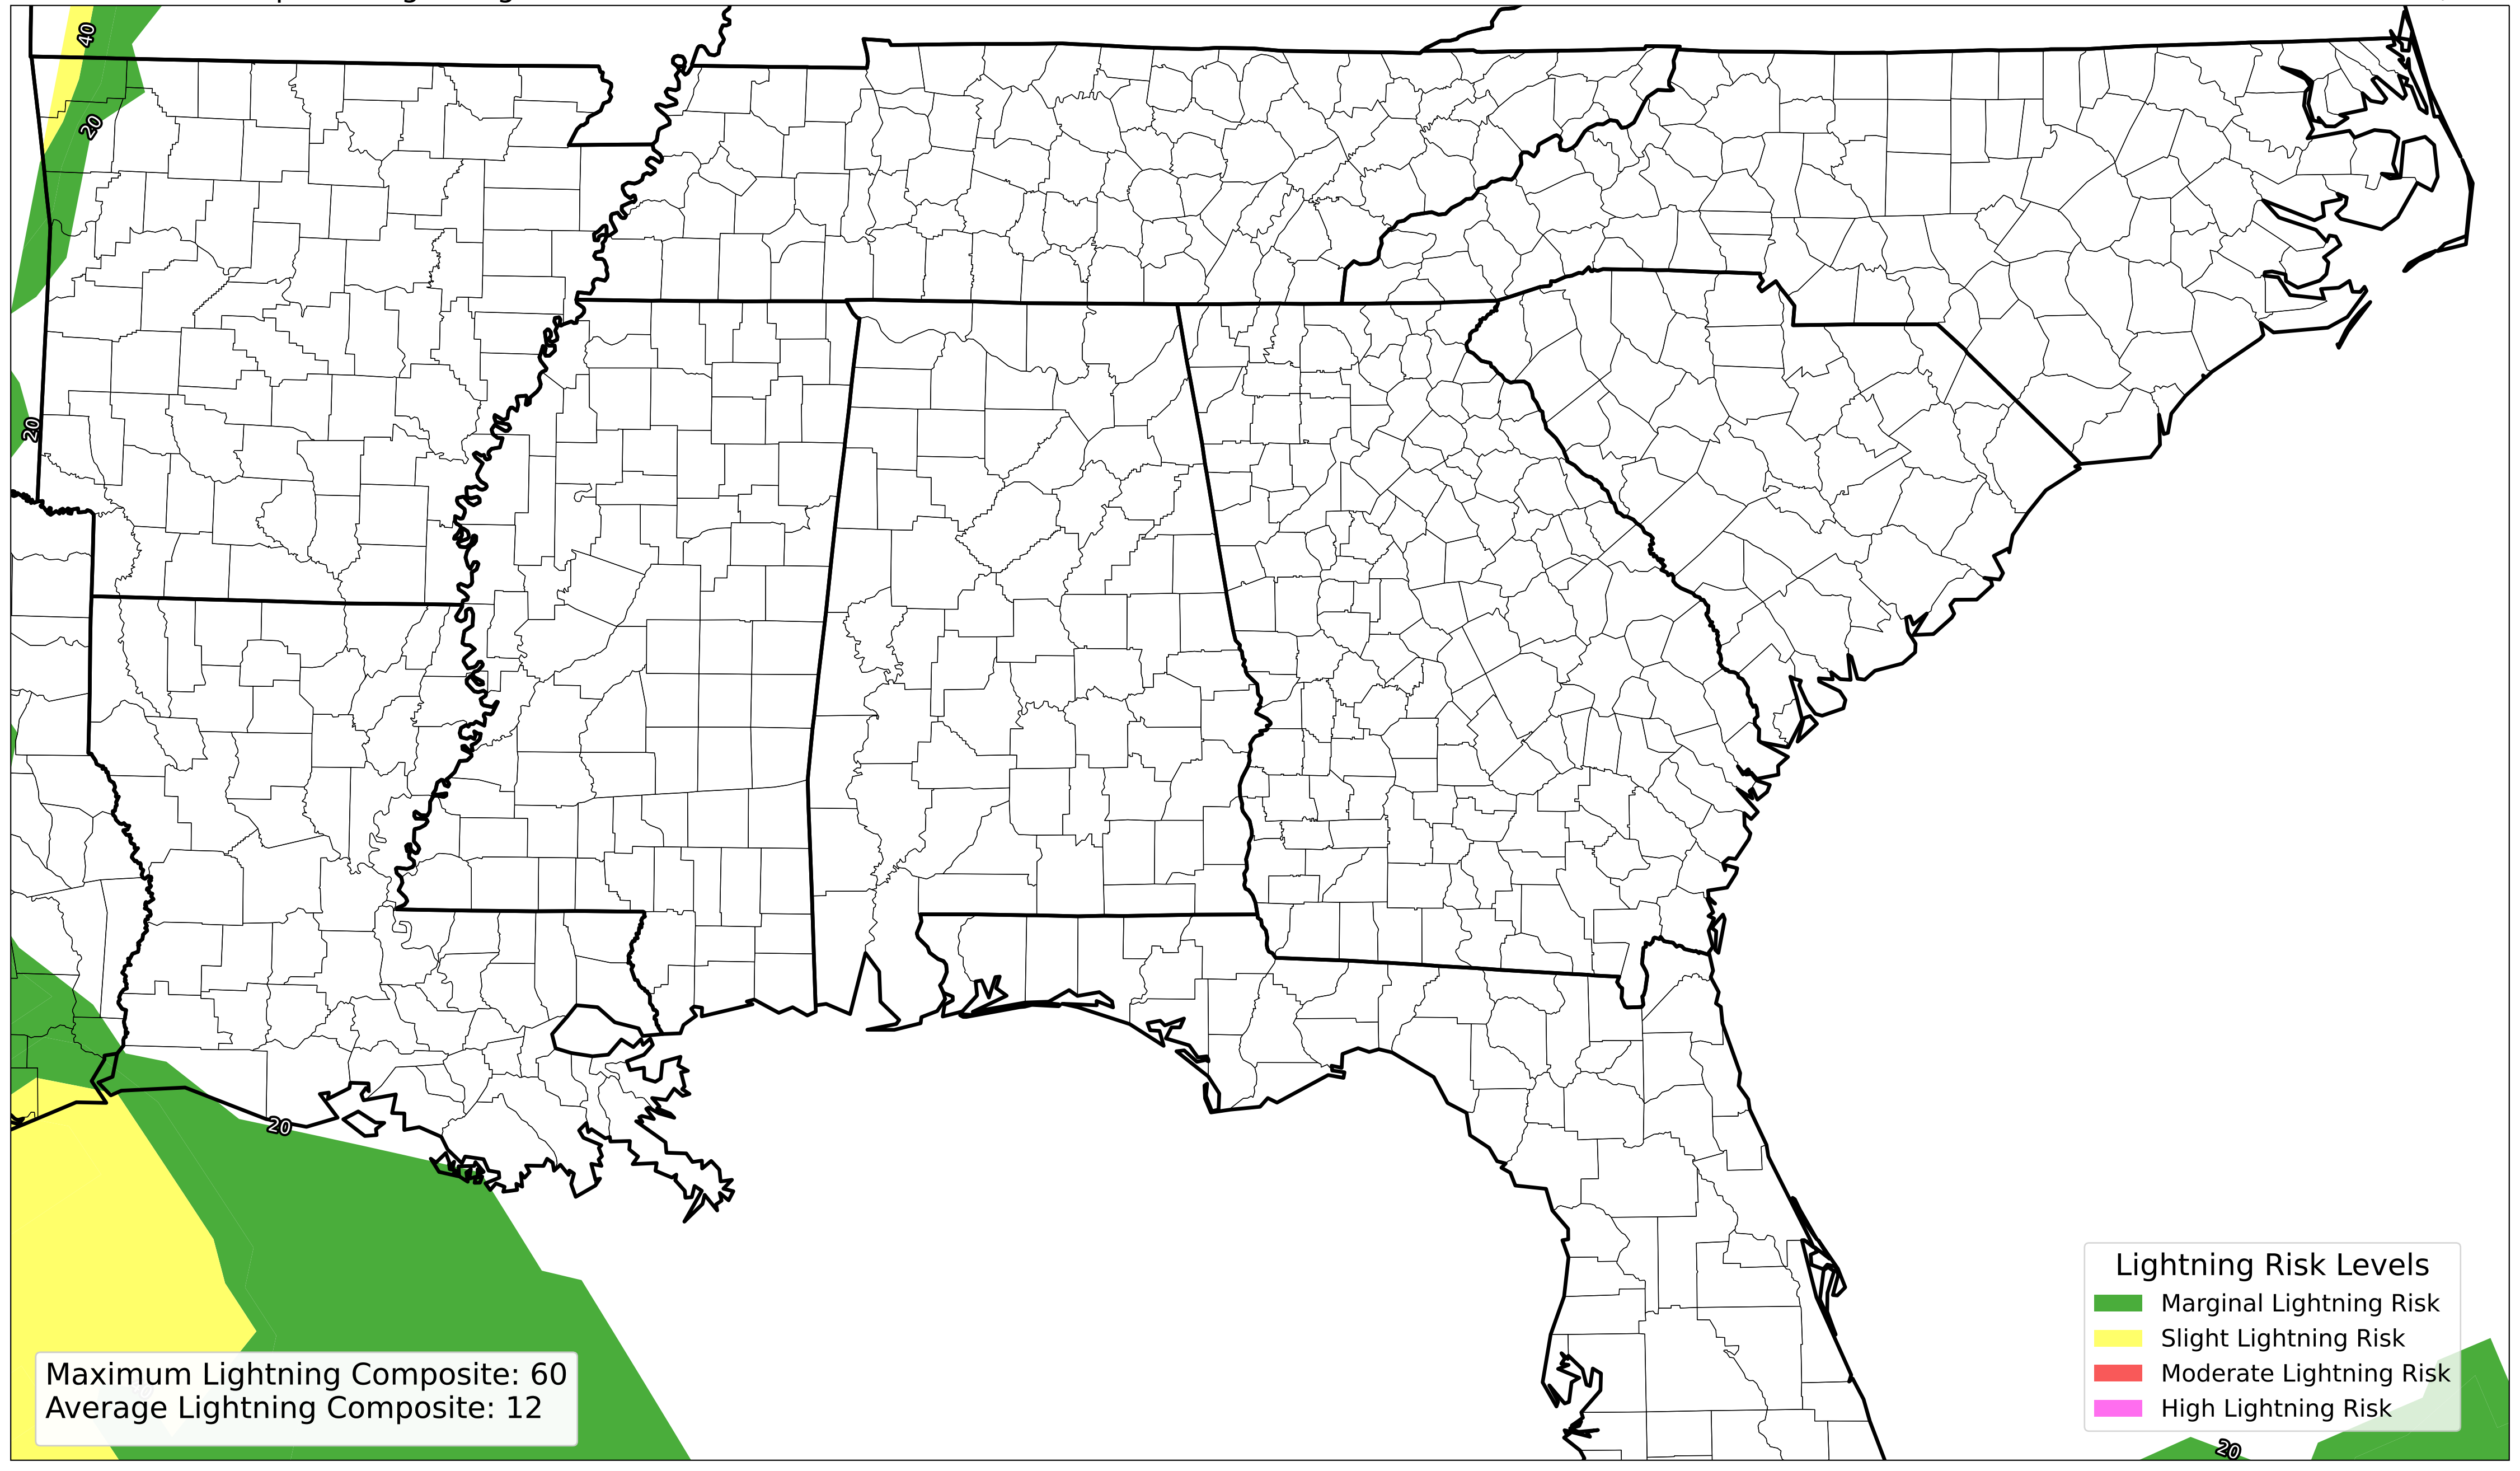 40
20
20
20
20
Maximum Lightning Composite: 60
Average Lightning Composite: 12
Lightning Risk Levels
Marginal Lightning Risk
Slight Lightning Risk
Moderate Lightning Risk
High Lightning Risk